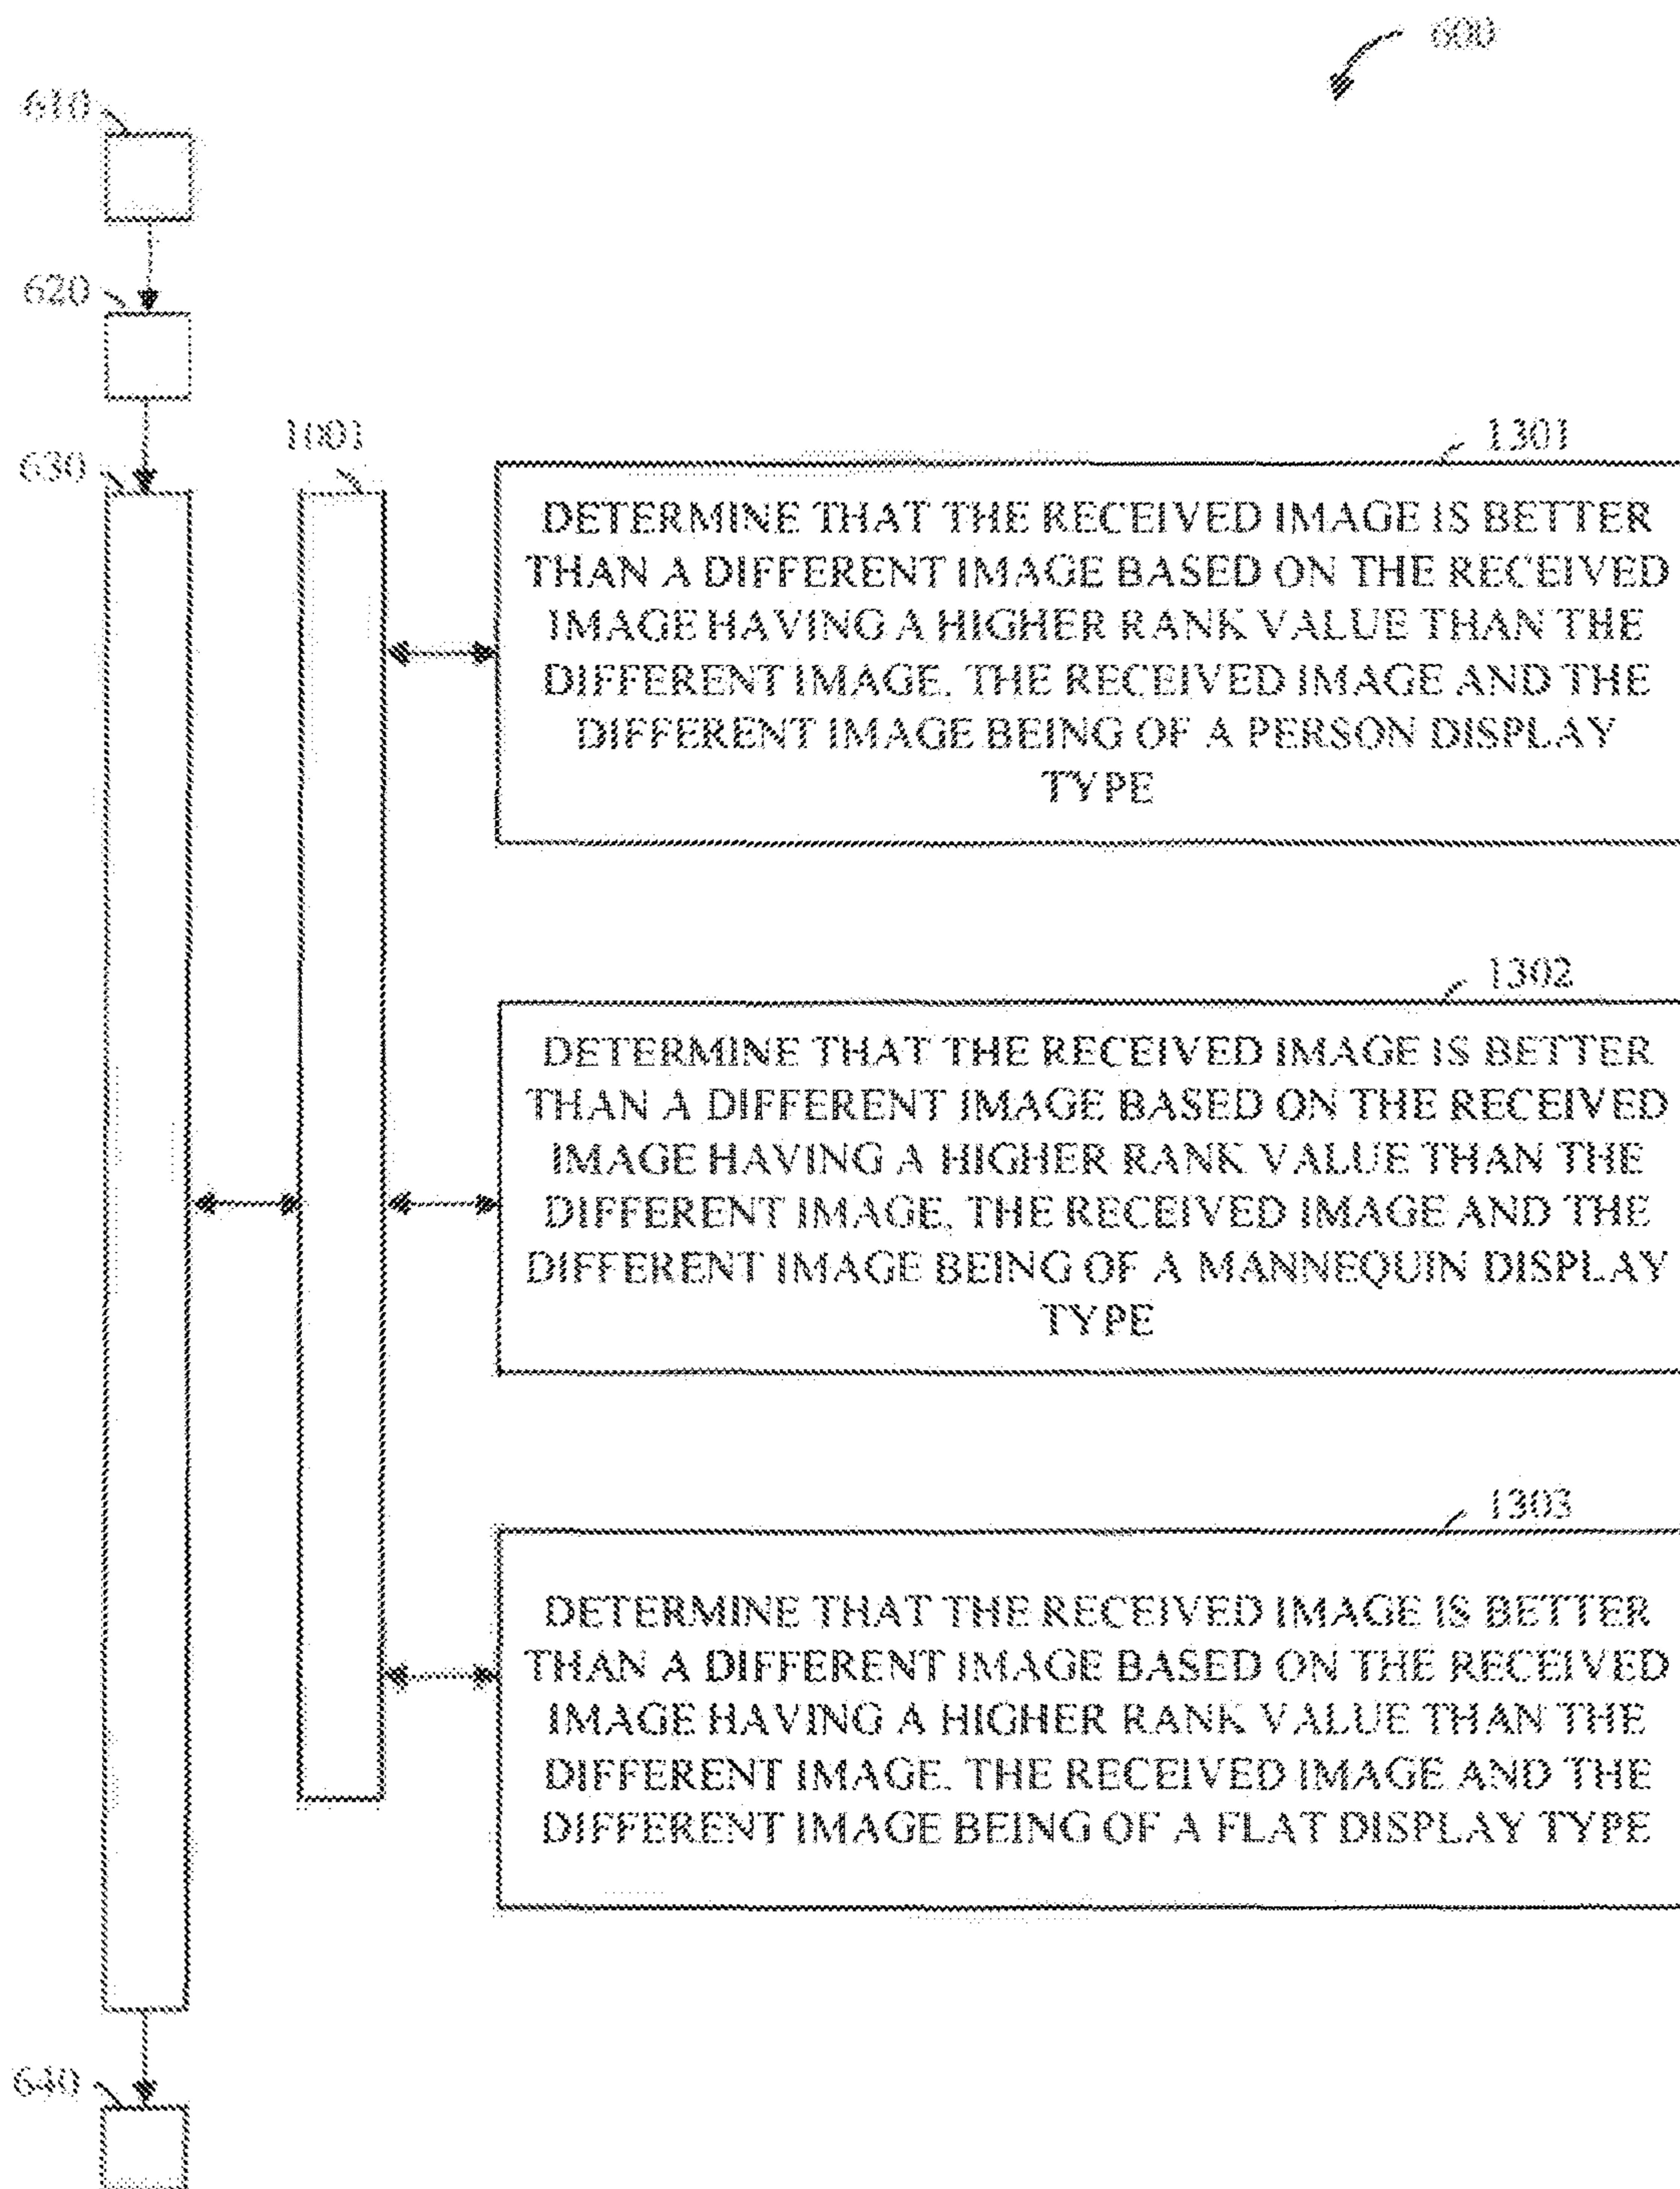 600
610
620
630
1001
1301
DETERMINE THAT THE RECEIVED IMAGE IS BETTER
THAN A DIFFERENT IMAGE BASED ON THE RECEIVED
IMAGE HAVING A HIGHER RANK VALUE THAN THE
DIFFERENT IMAGE, THE RECEIVED IMAGE AND THE
DIFFERENT IMAGE BEING OF A PERSON DISPLAY
TYPE
1302
DETERMINE THAT THE RECEIVED IMAGE IS BETTER
THAN A DIFFERENT IMAGE BASED ON THE RECEIVED
IMAGE HAVING A HIGHER RANK VALUE THAN THE
DIFFERENT IMAGE, THE RECEIVED IMAGE AND THE
DIFFERENT IMAGE BEING OF A MANNEQUIN DISPLAY
TYPE
1303
DETERMINE THAT THE RECEIVED IMAGE IS BETTER
THAN A DIFFERENT IMAGE BASED ON THE RECEIVED
IMAGE HAVING A HIGHER RANK VALUE THAN THE
DIFFERENT IMAGE, THE RECEIVED IMAGE AND THE
DIFFERENT IMAGE BEING OF A FLAT DISPLAY TYPE
640